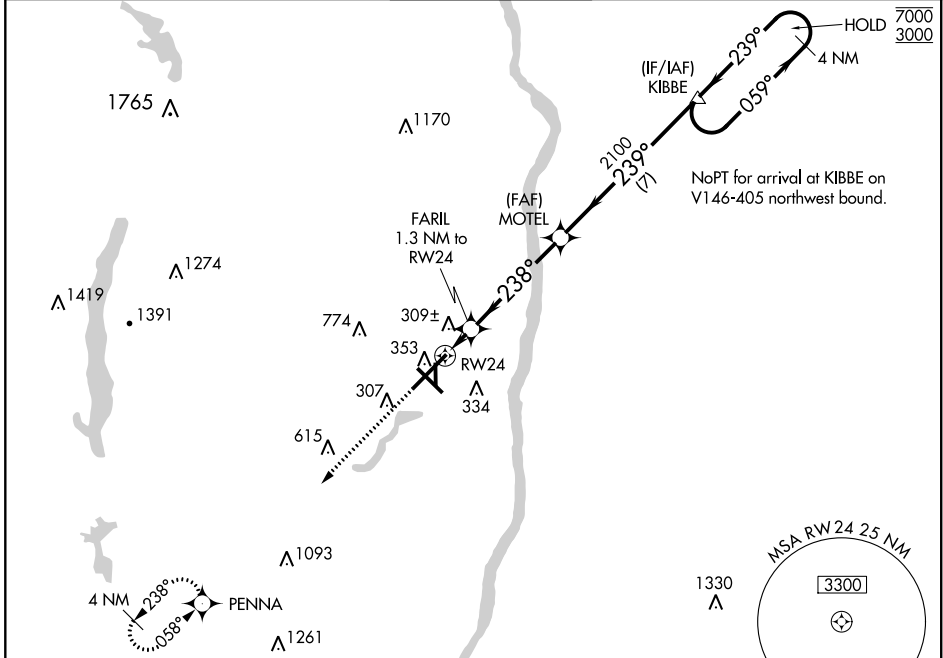 7000
3000
HOLD
239°
4 NM
059°
(IF/IAF)
KIBBE
1765
1170
2100
239°
(7)
NoPT for arrival at KIBBE on
V146-405 northwest bound.
(FAF)
MOTEL
FARIL
1.3 NM to
RW24
238°
1274
1419
1391
774
309±
353
RW24
307
334
615
1093
1261
4 NM
238°
058°
PENNA
1330
MSA RW24 25 NM
3300